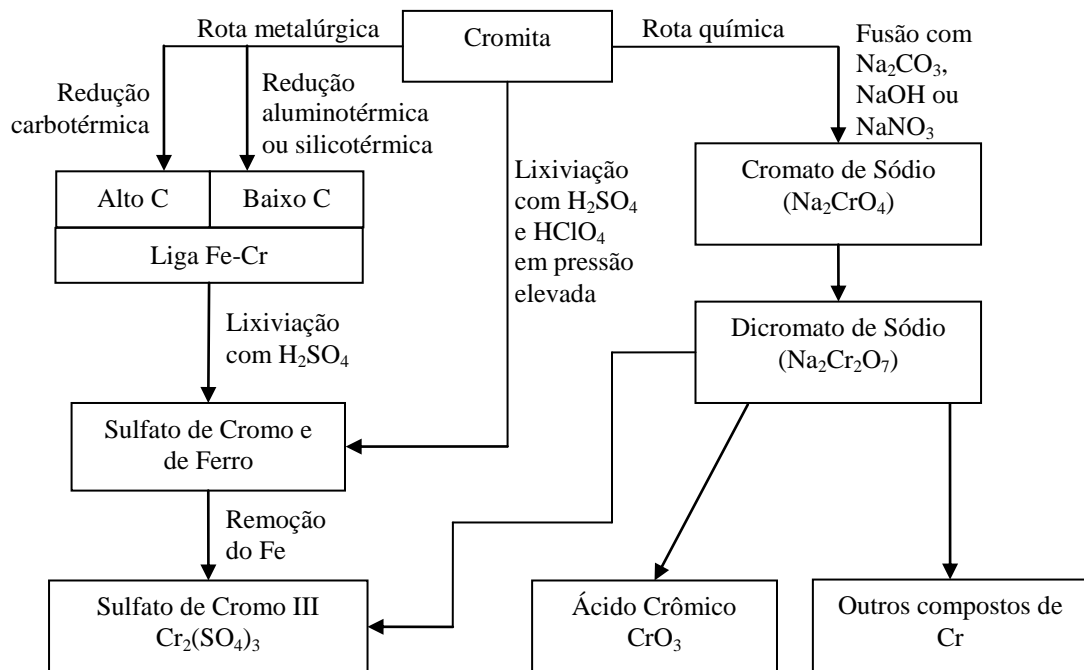 Rota metalúrgica
Cromita
Rota química
Fusão com
Na₂CO₃,
NaOH ou
NaNO₃
Redução
carbotérmica
Redução
aluminotérmica
ou silicotérmica
Lixiviação
com H₂SO₄
e HClO₄
em pressão
elevada
Alto C
Baixo C
Liga Fe-Cr
Cromato de Sódio
(Na₂CrO₄)
Lixiviação
com H₂SO₄
Dicromato de Sódio
(Na₂Cr₂O₇)
Sulfato de Cromo e
de Ferro
Remoção
do Fe
Sulfato de Cromo III
Cr₂(SO₄)₃
Ácido Crômico
CrO₃
Outros compostos de
Cr